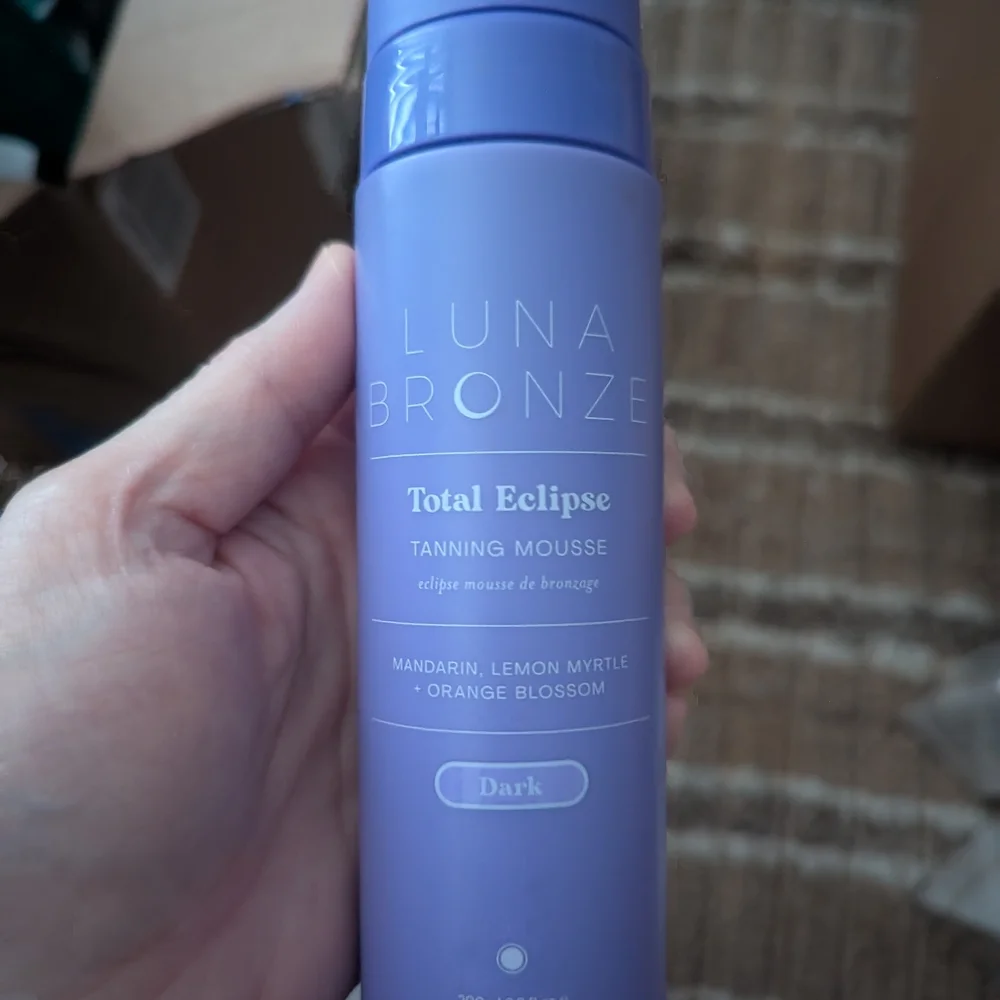 LUNA
BRONZE
Total Eclipse
TANNING MOUSSE
eclipse mousse de bronzage
MANDARIN, LEMON MYRTLE
+ ORANGE BLOSSOM
Dark